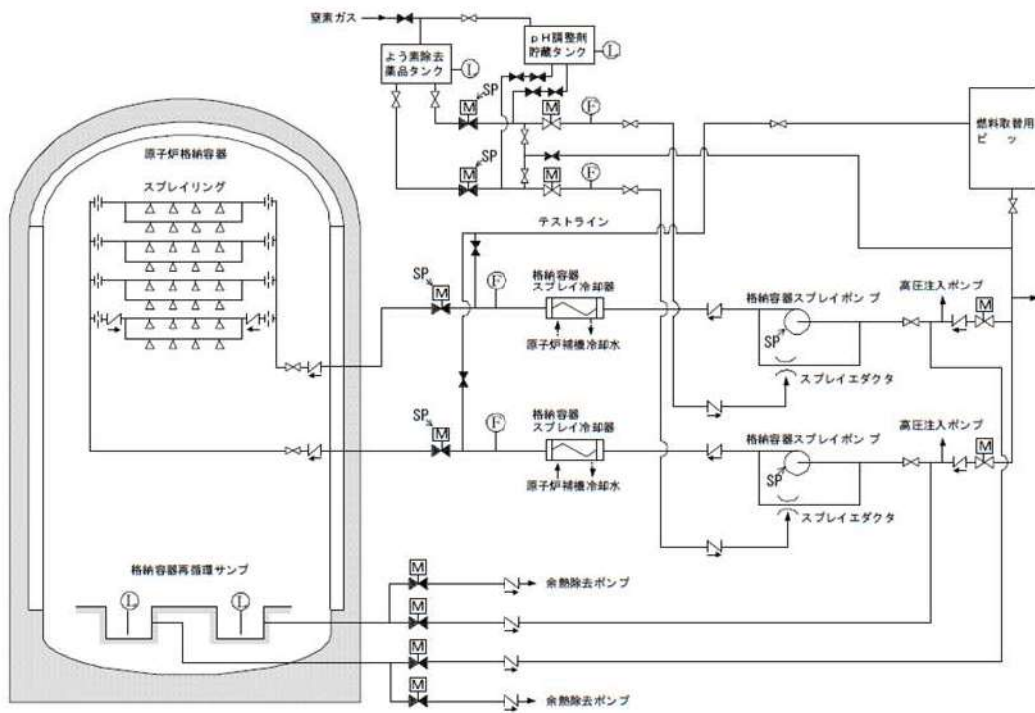 窒素ガス
よう素除去
薬品タンク
L
pH調整剤
貯蔵タンク
L
SP
M
M
F
燃料取替用
ピッ
SP
M
M
F
原子炉格納容器
スプレイリング
テストライン
SP
M
F
格納容器
スプレイ冷却器
原子炉補機冷却水
格納容器スプレイポンプ
SP
スプレイエダクタ
高圧注入ポンプ
M
SP
M
F
格納容器
スプレイ冷却器
原子炉補機冷却水
格納容器スプレイポンプ
SP
スプレイエダクタ
高圧注入ポンプ
M
格納容器再循環サンプ
L
L
M
余熱除去ポンプ
M
M
M
余熱除去ポンプ